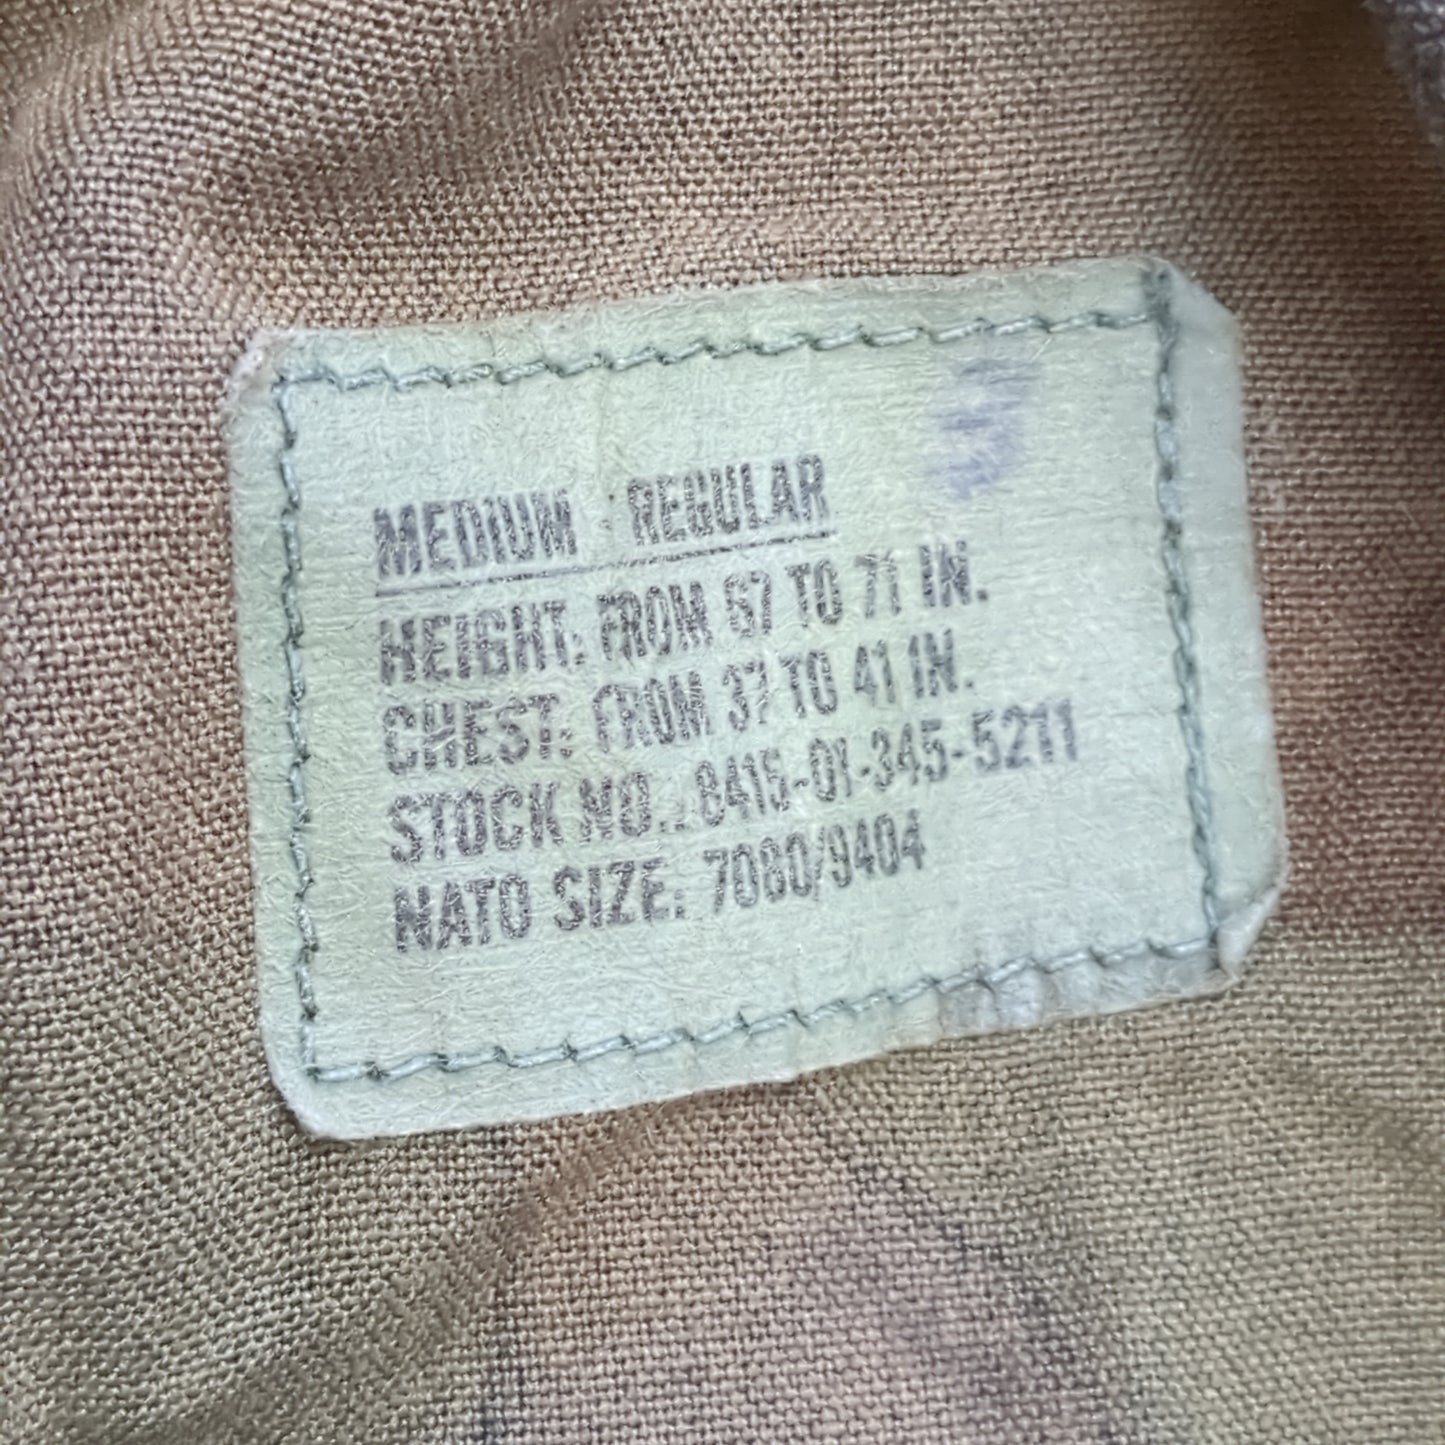 MEDIUM REGULAR
HEIGHT: FROM 67 TO 71 IN.
CHEST: FROM 37 TO 41 IN.
STOCK NO.: 8415-01-345-5211
NATO SIZE: 7080/9404